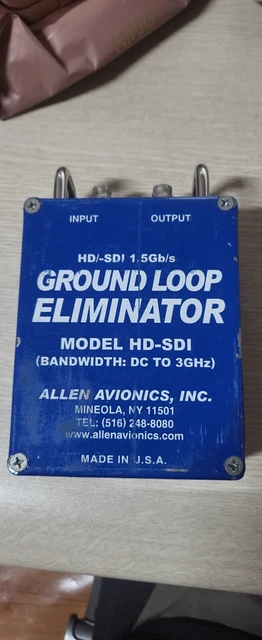 INPUT OUTPUT
HD/-SDI 1.5Gb/s
GROUND LOOP
ELIMINATOR
MODEL HD-SDI
(BANDWIDTH: DC TO 3GHz)
ALLEN AVIONICS, INC.
MINEOLA, NY 11501
TEL: (516) 248-8080
www.allenavionics.com
MADE IN U.S.A.